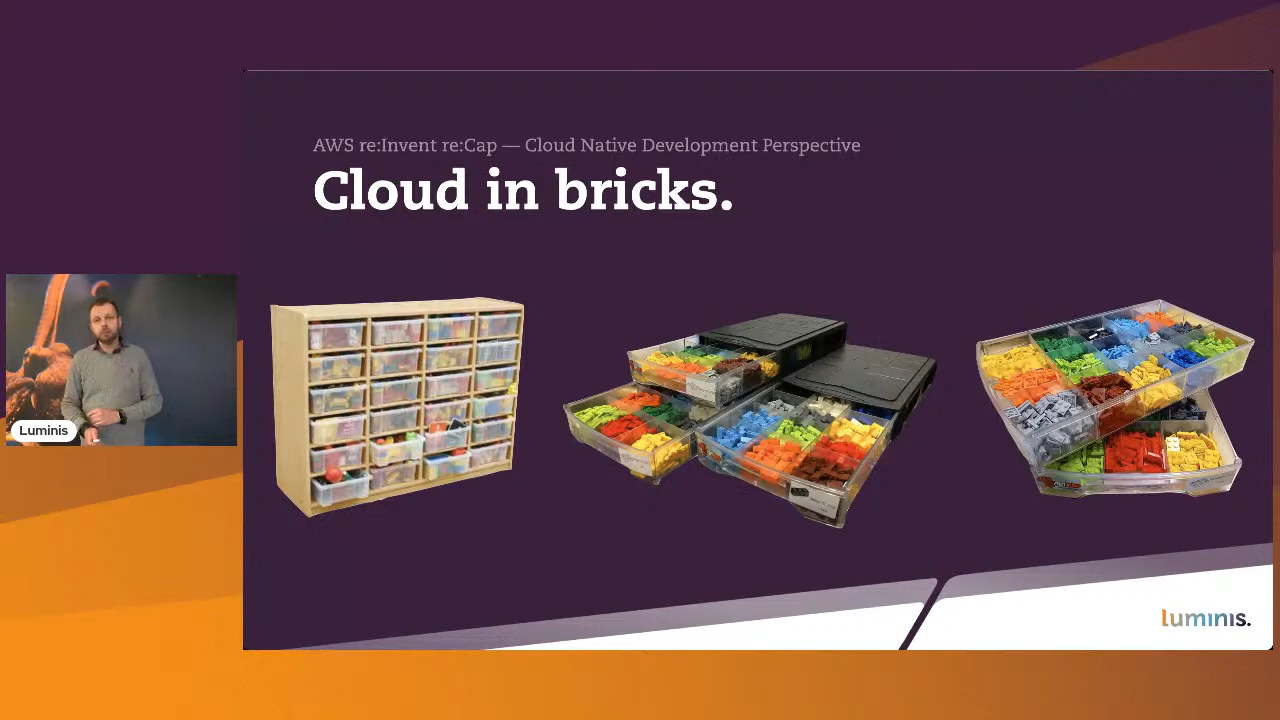 AWS re:Invent re:Cap — Cloud Native Development Perspective
Cloud in bricks.
Luminis
luminis.